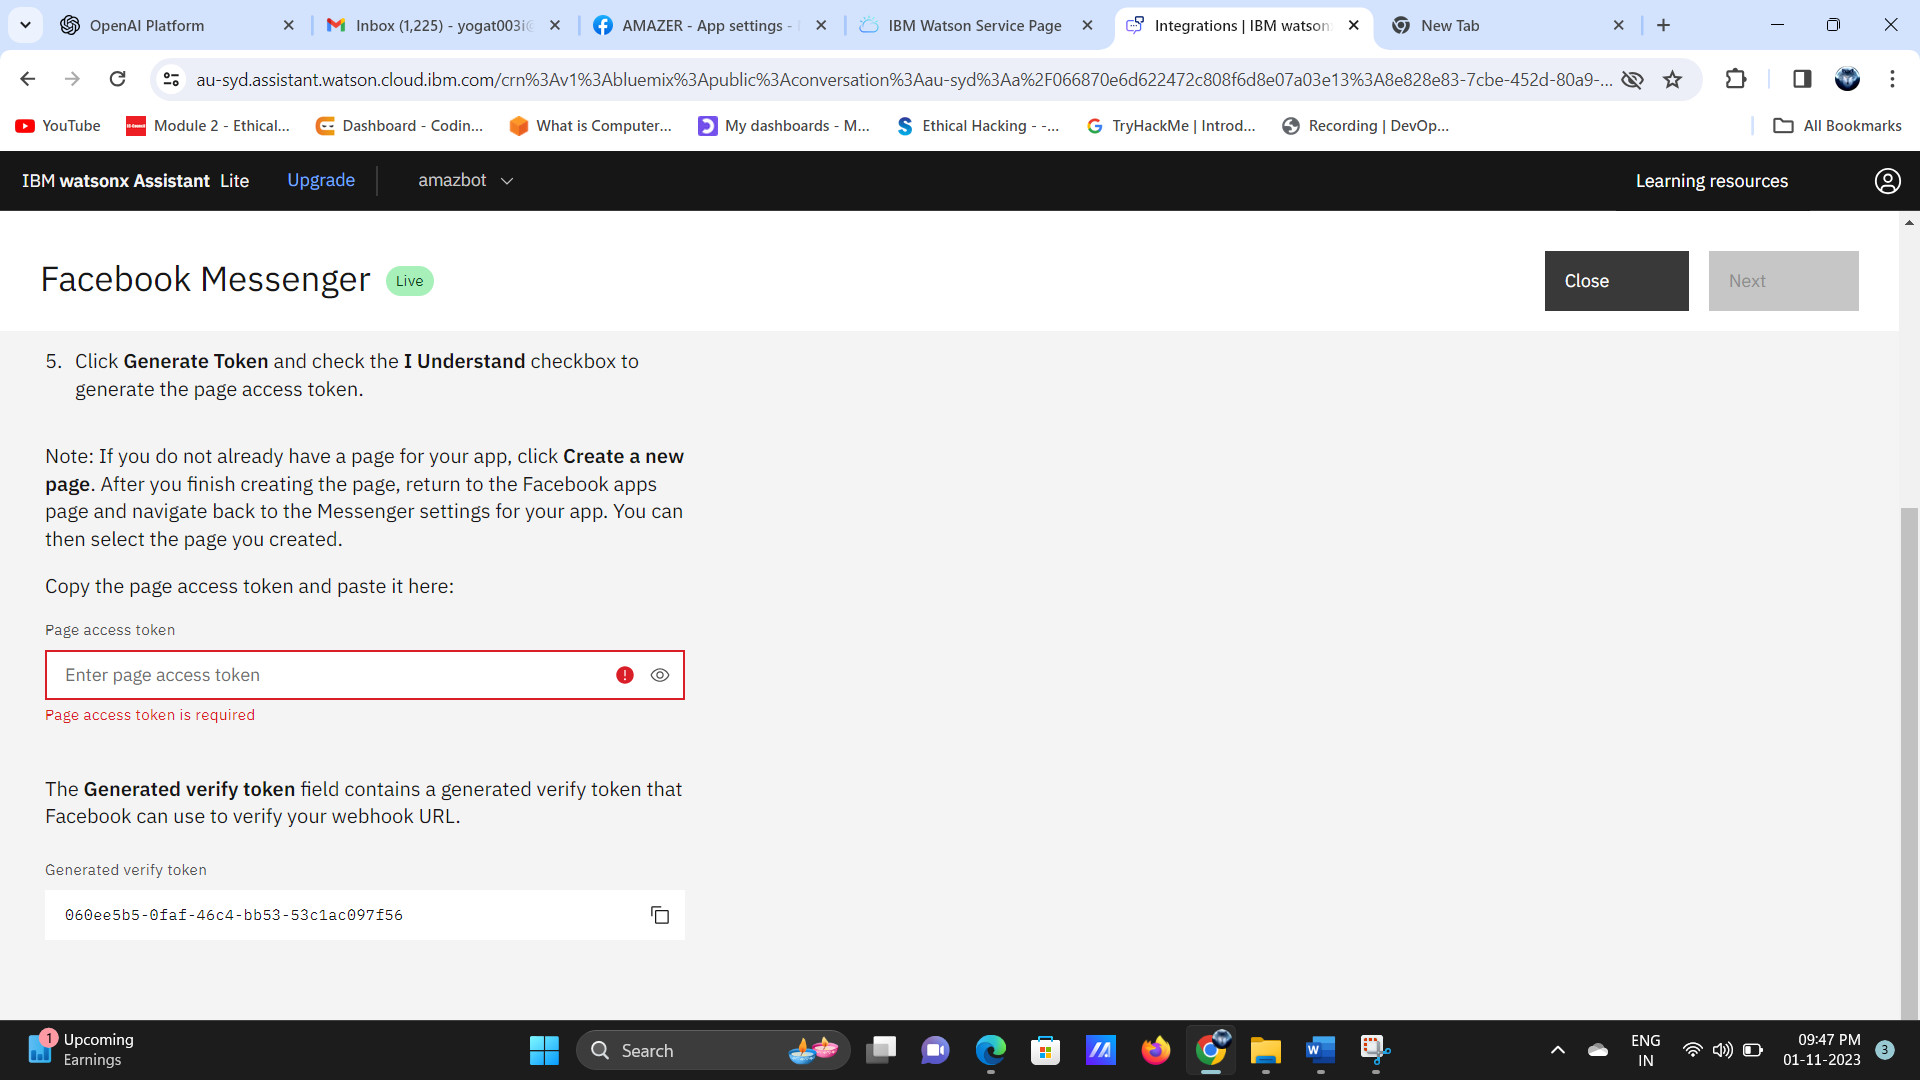 OpenAI Platform
Inbox (1,225) - yogat003i@
AMAZER - App settings -
IBM Watson Service Page
Integrations | IBM watson
New Tab
au-syd.assistant.watson.cloud.ibm.com/crn%3Av1%3Abluemix%3Apublic%3Aconversation%3Aau-syd%3Aa%2F066870e6d622472c808f6d8e07a03e13%3A8e828e83-7cbe-452d-80a9-...
YouTube
Module 2 - Ethical...
Dashboard - Codin...
What is Computer...
My dashboards - M...
Ethical Hacking - -...
TryHackMe | Introd...
Recording | DevOp...
All Bookmarks
IBM watsonx Assistant Lite
Upgrade
amazbot
Learning resources
Facebook Messenger
Live
Close
Next
5. Click Generate Token and check the I Understand checkbox to
generate the page access token.
Note: If you do not already have a page for your app, click Create a new
page. After you finish creating the page, return to the Facebook apps
page and navigate back to the Messenger settings for your app. You can
then select the page you created.
Copy the page access token and paste it here:
Page access token
Enter page access token
Page access token is required
The Generated verify token field contains a generated verify token that
Facebook can use to verify your webhook URL.
Generated verify token
060ee5b5-0faf-46c4-bb53-53c1ac097f56
1
Upcoming
Earnings
Search
ENG
IN
09:47 PM
01-11-2023
3